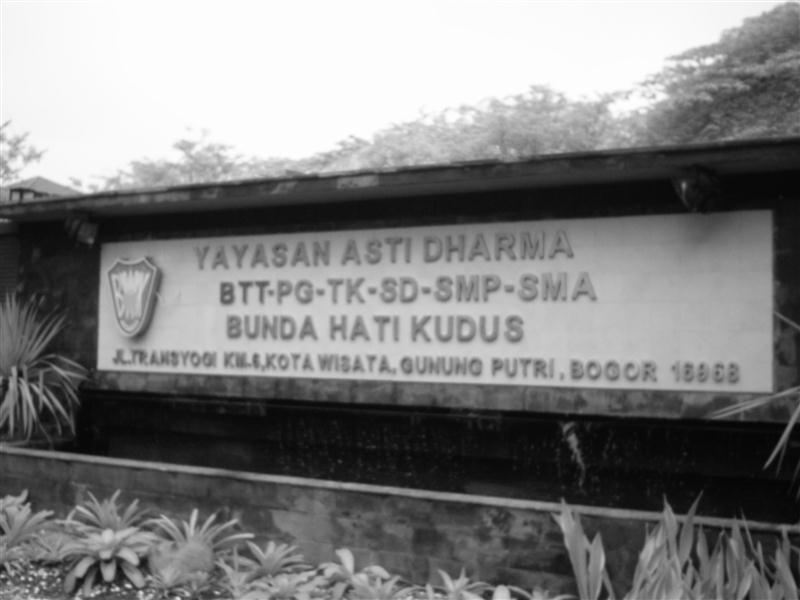 YAYASAN ASTI DHARMA
BTT-PG-TK-SD-SMP-SMA
BUNDA HATI KUDUS
JL.TRANSYOGI KM.6,KOTA WISATA, GUNUNG PUTRI, BOGOR 16968